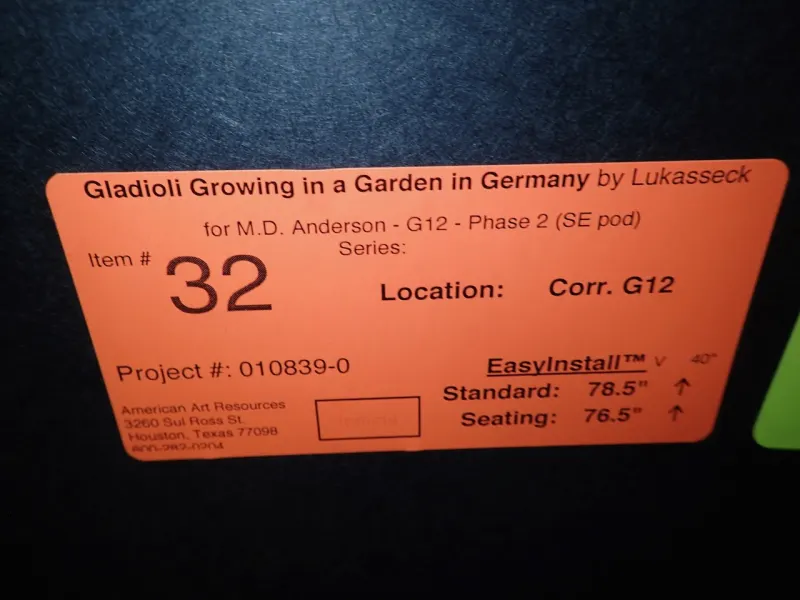 Gladioli Growing in a Garden in Germany by Lukasseck
for M.D. Anderson - G12 - Phase 2 (SE pod)
Series:
Item # 32
Location: Corr. G12
Project #: 010839-0
EasyInstall™ V 40"
Standard: 78.5" ↑
Seating: 76.5" ↑
American Art Resources
3260 Sul Ross St.
Houston, Texas 77098